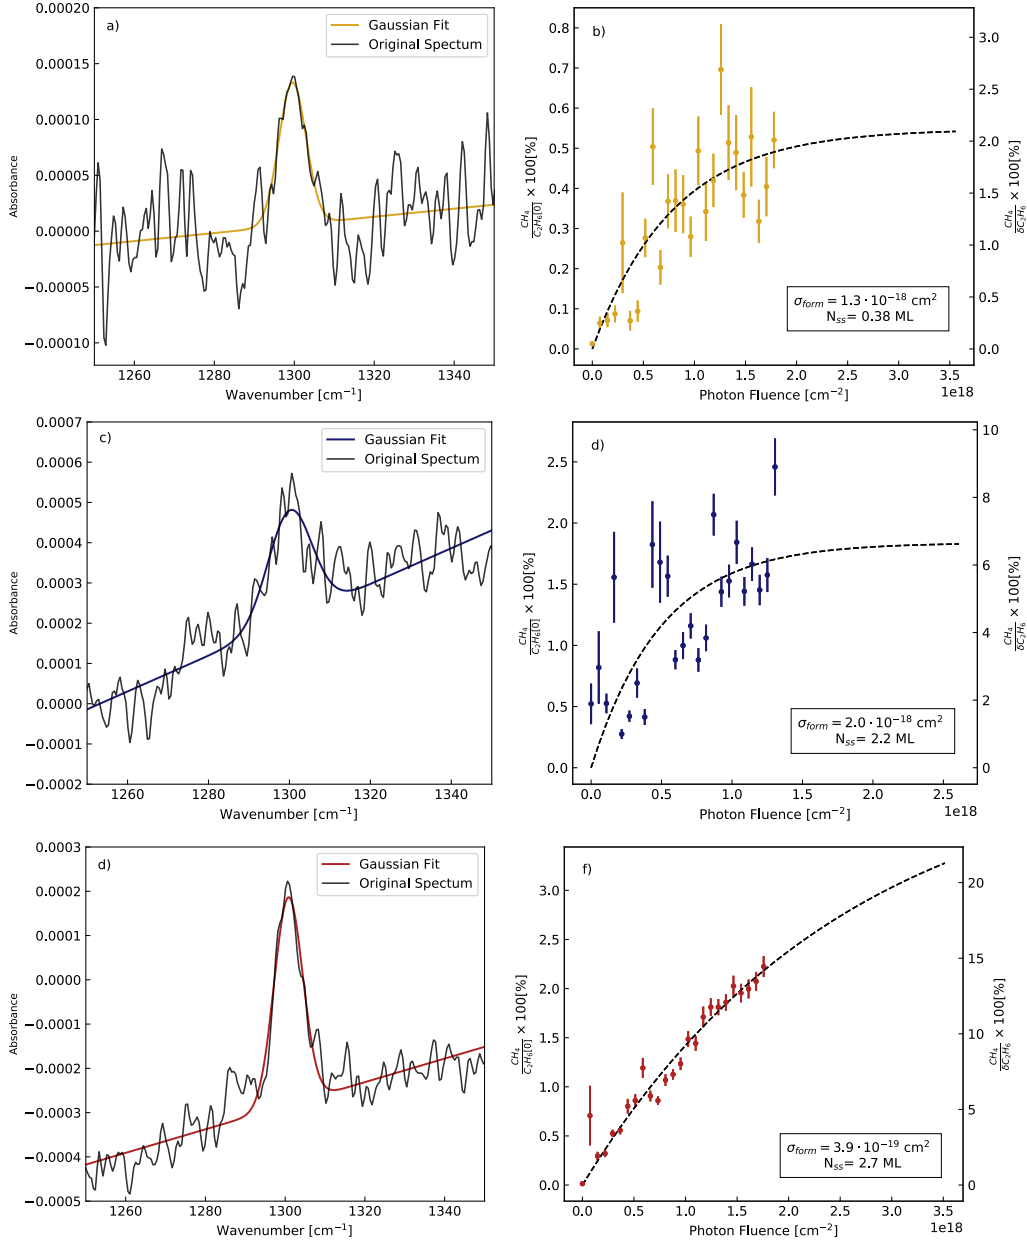 a)
Gaussian Fit
Original Spectum
0.00020
0.00015
0.00010
0.00005
0.00000
−0.00005
−0.00010
Absorbance
1260
1280
1300
1320
1340
Wavenumber [cm⁻¹]
b)
0.8
0.7
0.6
0.5
0.4
0.3
0.2
0.1
0.0
CH₄/C₂H₆[0] × 100[%]
3.0
2.5
2.0
1.5
1.0
0.5
0.0
CH₄/δC₂H₆ × 100[%]
σform = 1.3 · 10⁻¹⁸ cm²
Nss= 0.38 ML
0.0 0.5 1.0 1.5 2.0 2.5 3.0 3.5
1e18
Photon Fluence [cm⁻²]
c)
Gaussian Fit
Original Spectrum
0.0007
0.0006
0.0005
0.0004
0.0003
0.0002
0.0001
0.0000
−0.0001
−0.0002
Absorbance
1260
1280
1300
1320
1340
Wavenumber [cm⁻¹]
d)
2.5
2.0
1.5
1.0
0.5
0.0
CH₄/C₂H₆[0] × 100[%]
10
8
6
4
2
0
CH₄/δC₂H₆ × 100[%]
σform = 2.0 · 10⁻¹⁸ cm²
Nss= 2.2 ML
0.0 0.5 1.0 1.5 2.0 2.5
1e18
Photon Fluence [cm⁻²]
d)
Gaussian Fit
Original Spectrum
0.0003
0.0002
0.0001
0.0000
−0.0001
−0.0002
−0.0003
−0.0004
−0.0005
Absorbance
1260
1280
1300
1320
1340
Wavenumber[cm⁻¹]
f)
3.0
2.5
2.0
1.5
1.0
0.5
0.0
CH₄/C₂H₆[0] × 100[%]
20
15
10
5
0
CH₄/δC₂H₆ × 100[%]
σform = 3.9 · 10⁻¹⁹ cm²
Nss= 2.7 ML
0.0 0.5 1.0 1.5 2.0 2.5 3.0 3.5
1e18
Photon Fluence [cm⁻²]